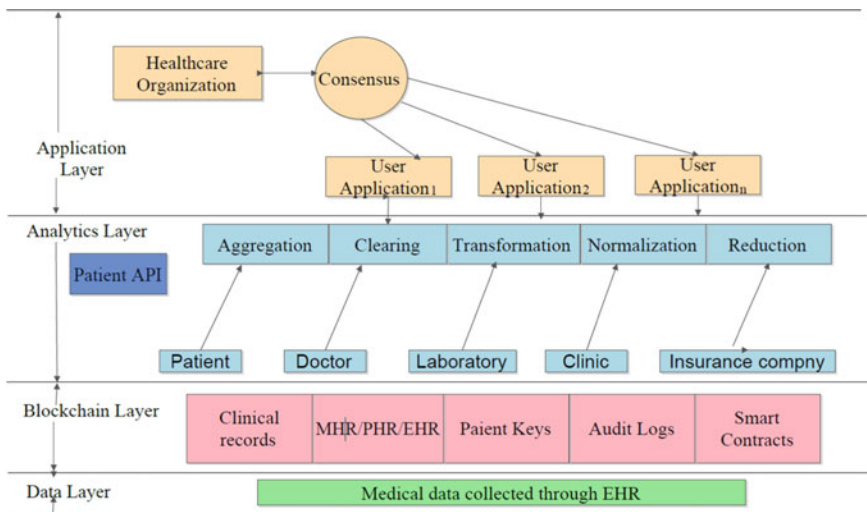 Healthcare
Organization
Consensus
Application
Layer
User
Application1
User
Application2
User
Applicationn
Analytics Layer
Patient API
Aggregation
Clearing
Transformation
Normalization
Reduction
Patient
Doctor
Laboratory
Clinic
Insurance compny
Blockchain Layer
Clinical
records
MHR/PHR/EHR
Paient Keys
Audit Logs
Smart
Contracts
Data Layer
Medical data collected through EHR